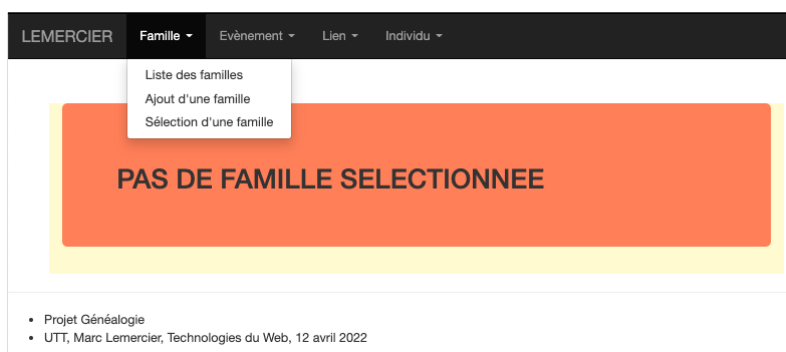 LEMERCIER Famille Evènement Lien Individu
Liste des familles
Ajout d'une famille
Sélection d'une famille
PAS DE FAMILLE SELECTIONNEE
• Projet Généalogie
• UTT, Marc Lemercier, Technologies du Web, 12 avril 2022